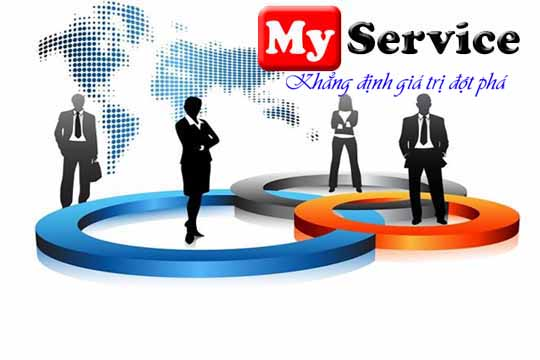 My Service
Khẳng định giá trị đột phá